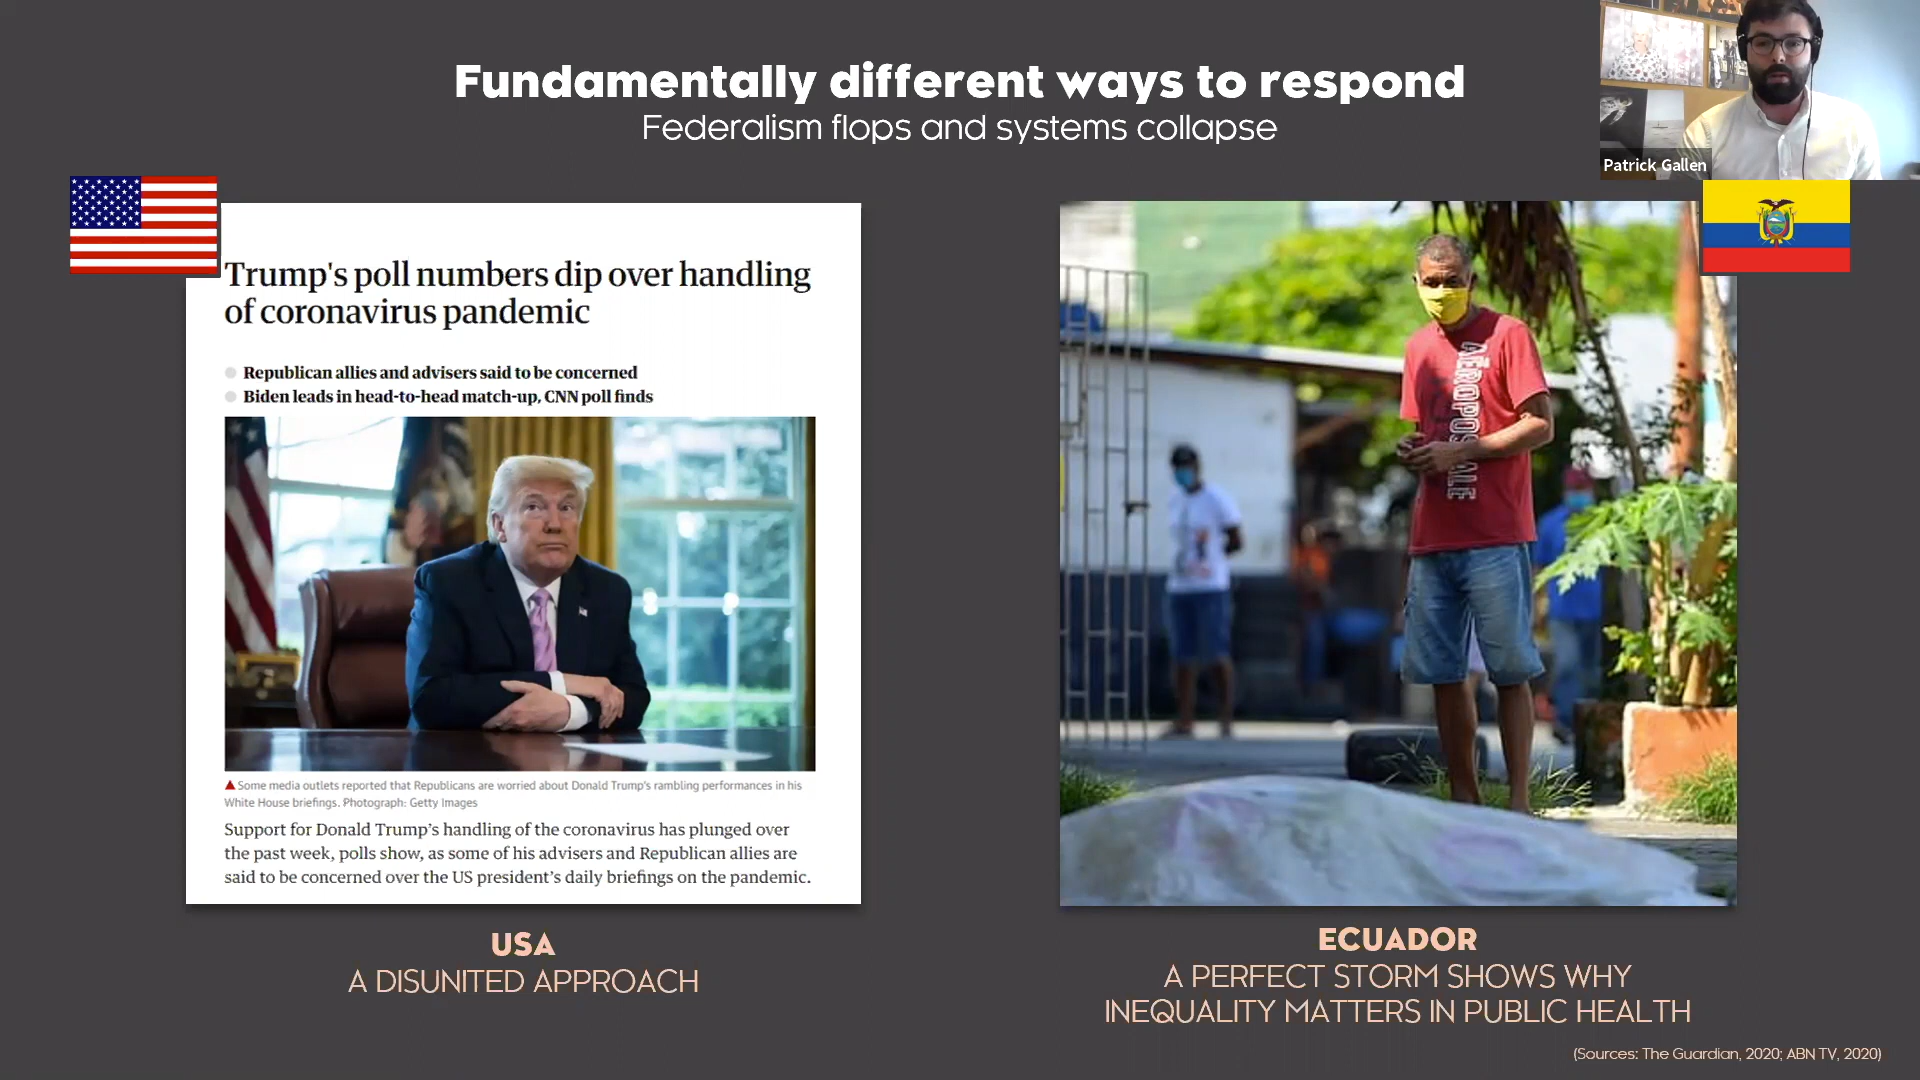 Fundamentally different ways to respond
Federalism flops and systems collapse
Patrick Gallen
Trump's poll numbers dip over handling
of coronavirus pandemic
Republican allies and advisers said to be concerned
Biden leads in head-to-head match-up, CNN poll finds
Some media outlets reported that Republicans are worried about Donald Trump's rambling performances in his
White House briefings. Photograph: Getty Images
Support for Donald Trump's handling of the coronavirus has plunged over
the past week, polls show, as some of his advisers and Republican allies are
said to be concerned over the US president's daily briefings on the pandemic.
AÉROPOSTALE
USA
A DISUNITED APPROACH
ECUADOR
A PERFECT STORM SHOWS WHY
INEQUALITY MATTERS IN PUBLIC HEALTH
(Sources: The Guardian, 2020; ABN TV, 2020)